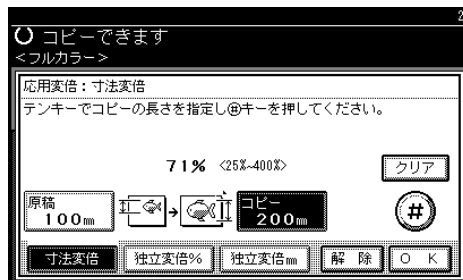 2
コピーできます
<フルカラー>
応用変倍：寸法変倍
テンキーでコピーの長さを指定し#キーを押してください。
71% <25%~400%>
クリア
原稿
100mm
コピー
200mm
#
寸法変倍 独立変倍% 独立変倍mm 解 除 O K